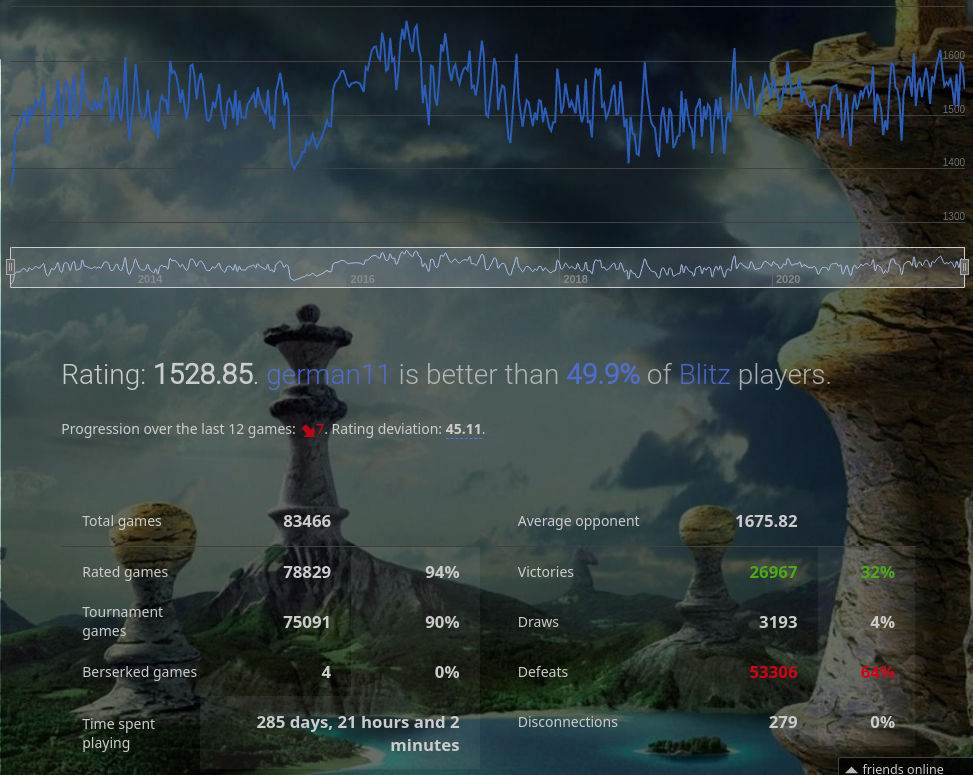 1600
1500
1400
1300
2014 2016 2018 2020
Rating: 1528.85. german11 is better than 49.9% of Blitz players.
Progression over the last 12 games: 7. Rating deviation: 45.11.
Total games 83466
Average opponent 1675.82
Rated games 78829 94%
Victories 26967 32%
Tournament
games 75091 90%
Draws 3193 4%
Berserked games 4 0%
Defeats 53306 64%
Time spent
playing
285 days, 21 hours and 2
minutes
Disconnections 279 0%
friends online